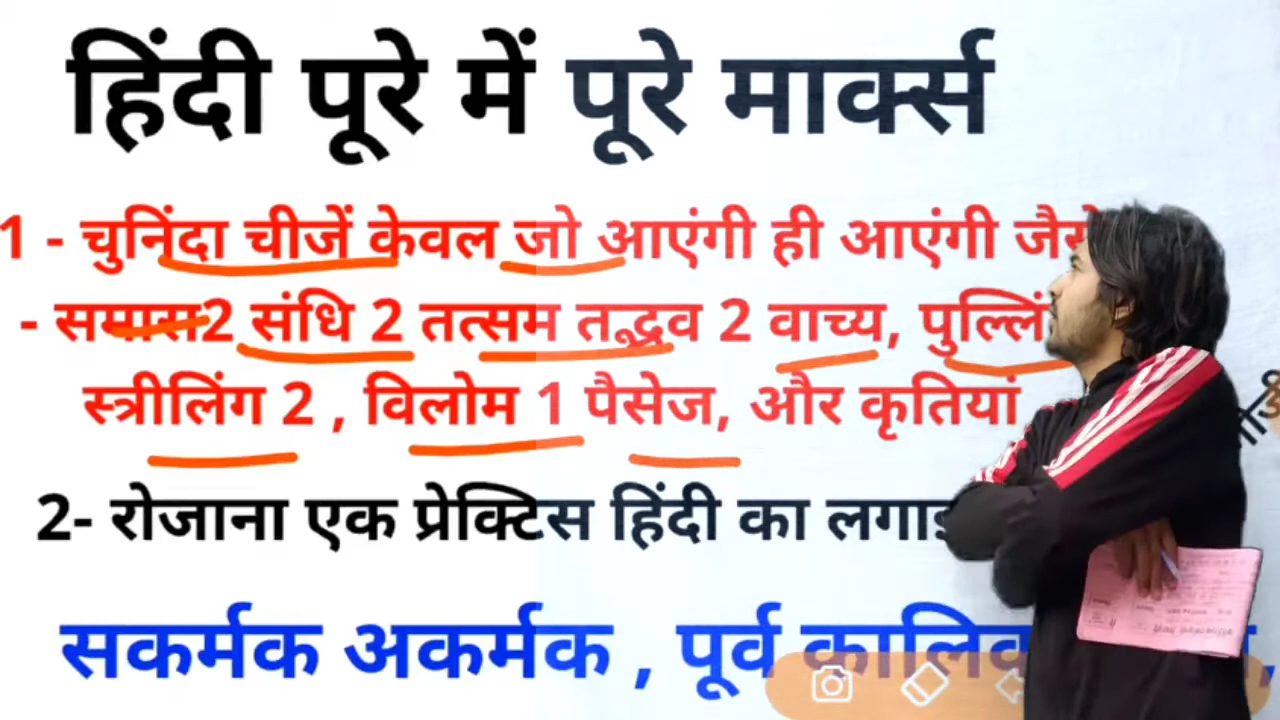 हिंदी पूरे में पूरे मार्क्स
1 - चुनिंदा चीजें केवल जो आएंगी ही आएंगी
- समास2 संधि 2 तत्सम तद्भव 2 वाच्य,
स्त्रीलिंग 2 , विलोम 1 पैसेज, और कृतियां
2- रोजाना एक प्रेक्टिस हिंदी का
सकर्मक अकर्मक , पूर्व